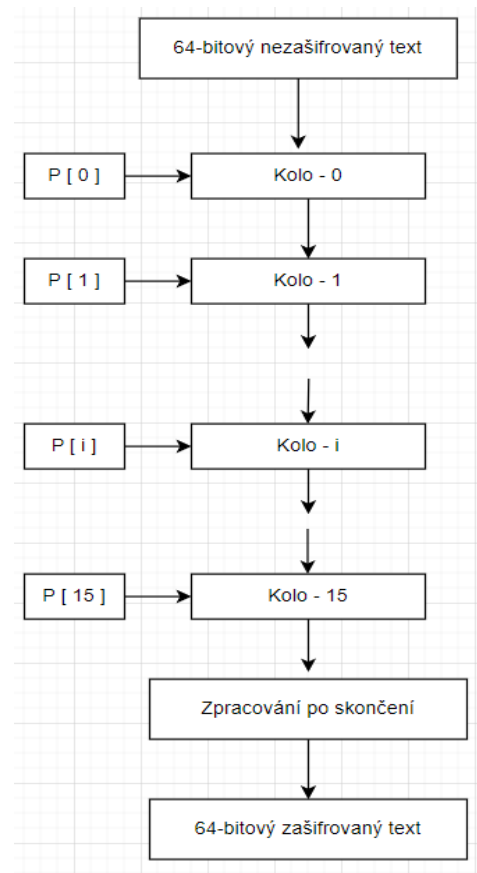 64-bitový nezašifrovaný text
P [ 0 ]
Kolo - 0
P [ 1 ]
Kolo - 1
P [ i ]
Kolo - i
P [ 15 ]
Kolo - 15
Zpracování po skončení
64-bitový zašifrovaný text